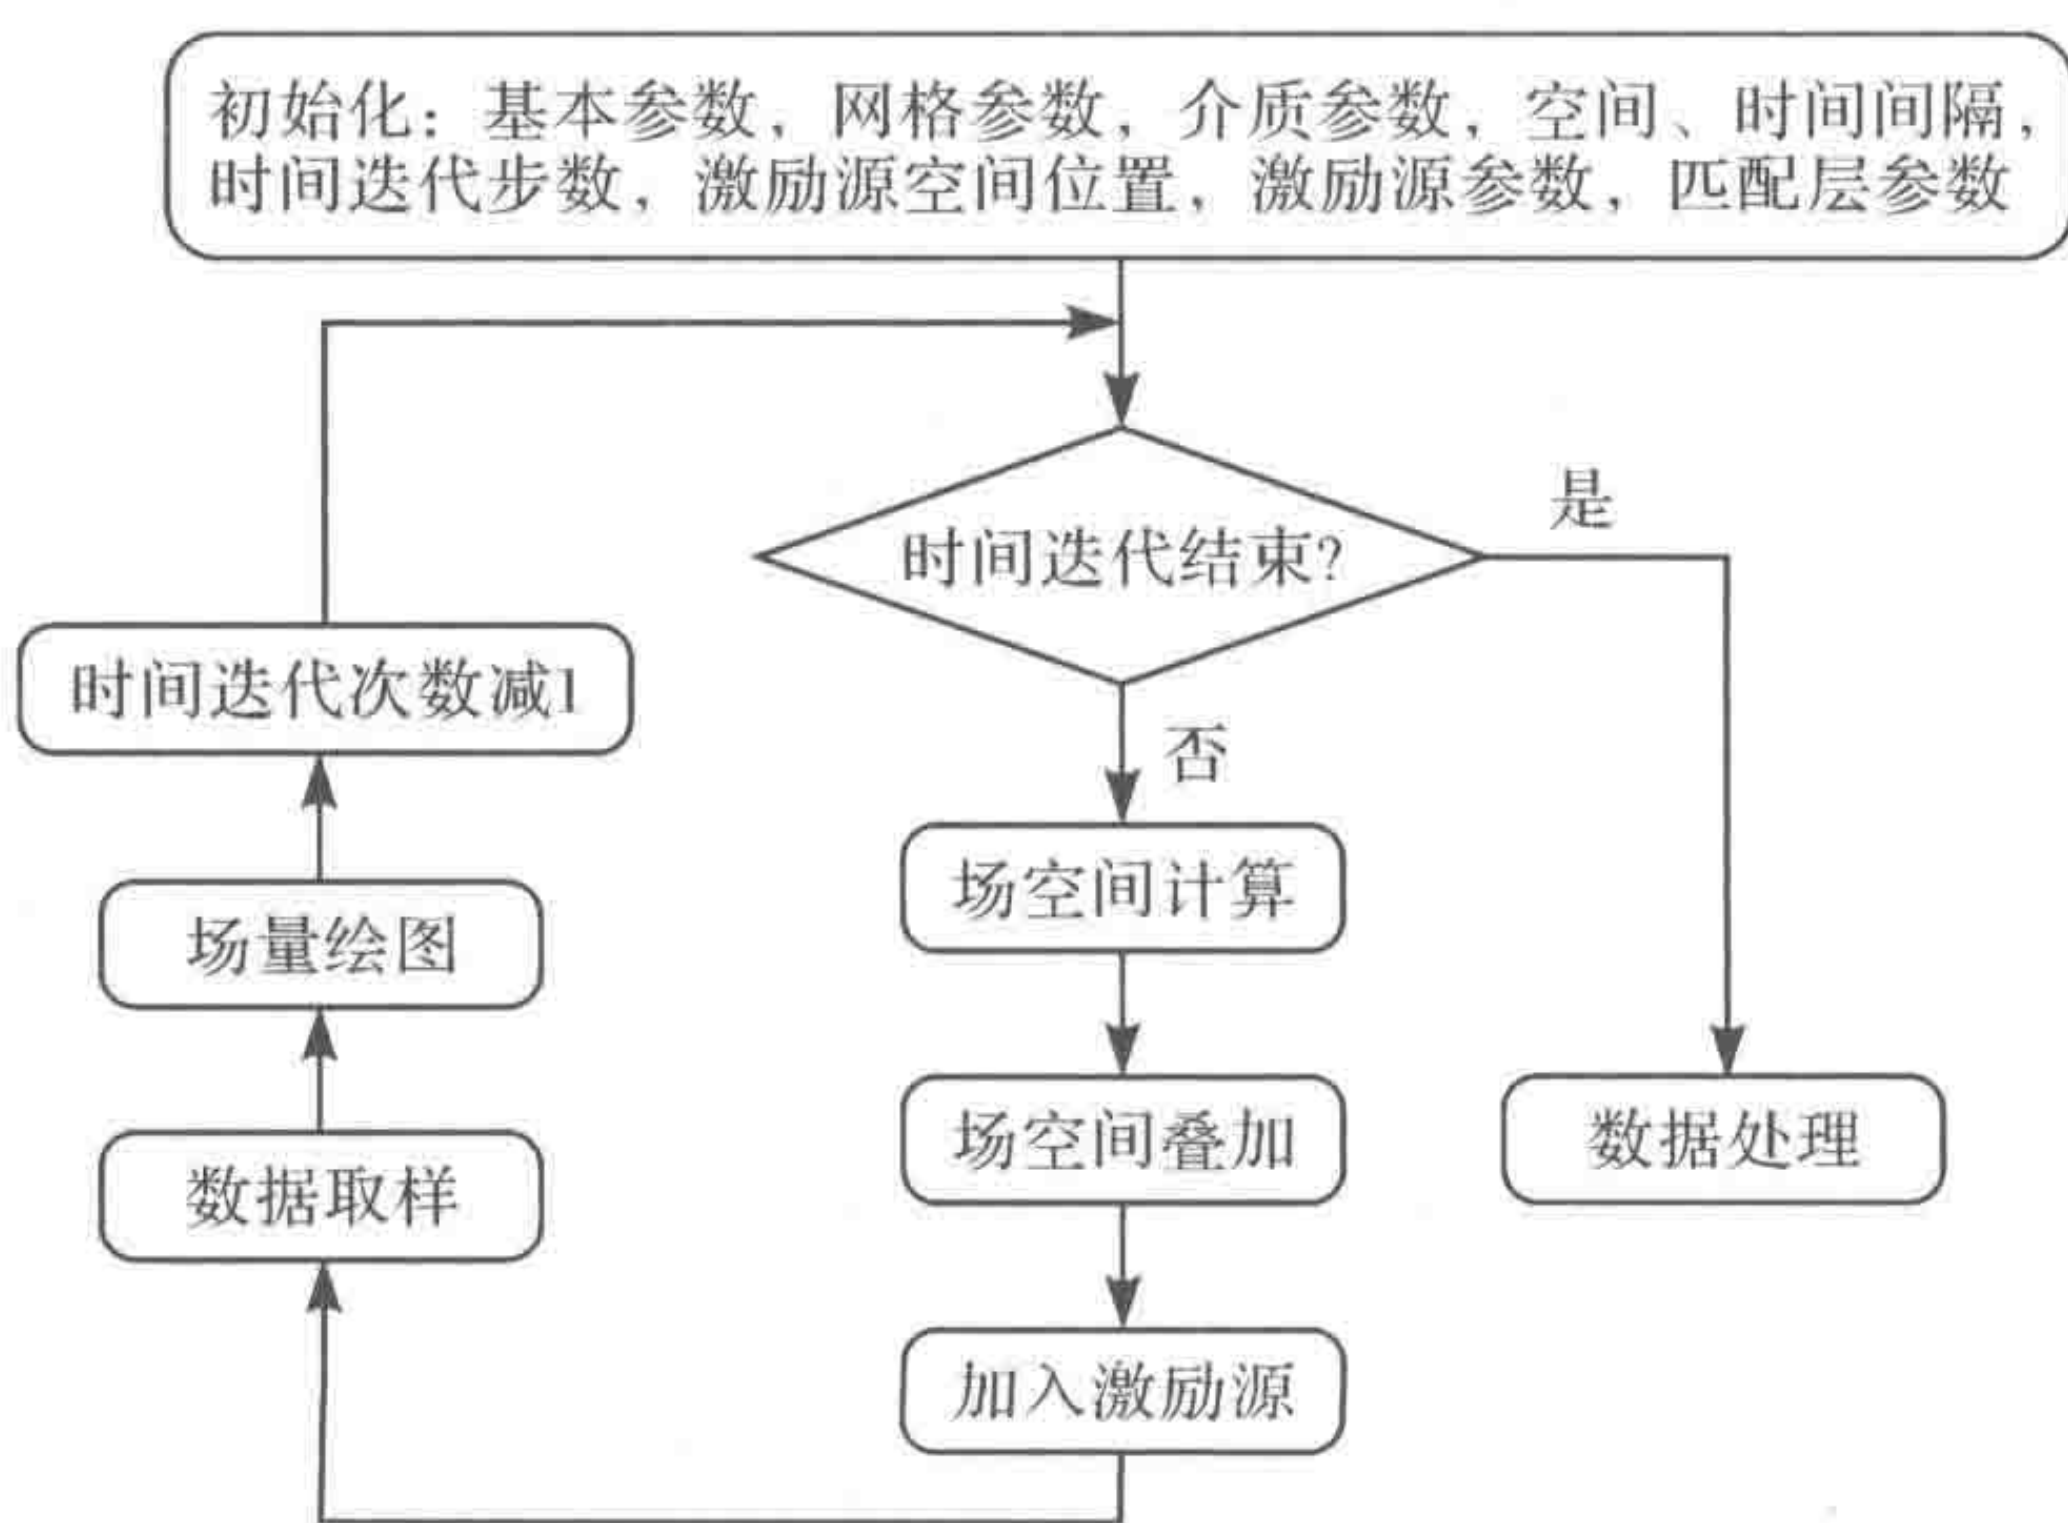 初始化：基本参数，网格参数，介质参数，空间、时间间隔，
时间迭代步数，激励源空间位置，激励源参数，匹配层参数
时间迭代结束?
是
否
场空间计算
场空间叠加
加入激励源
数据取样
场量绘图
时间迭代次数减1
数据处理